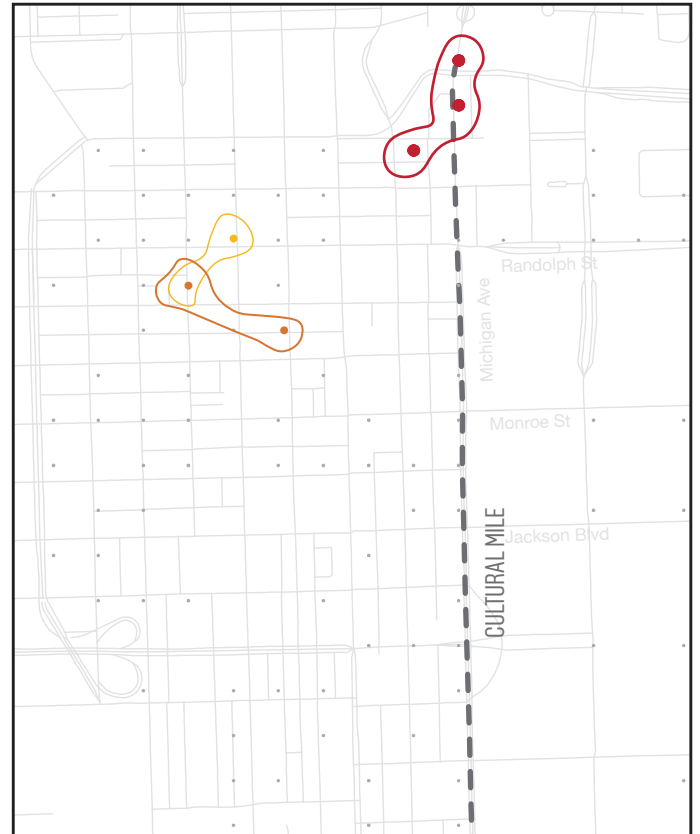 Randolph St
Michigan Ave
Monroe St
CULTURAL MILE
Jackson Blvd